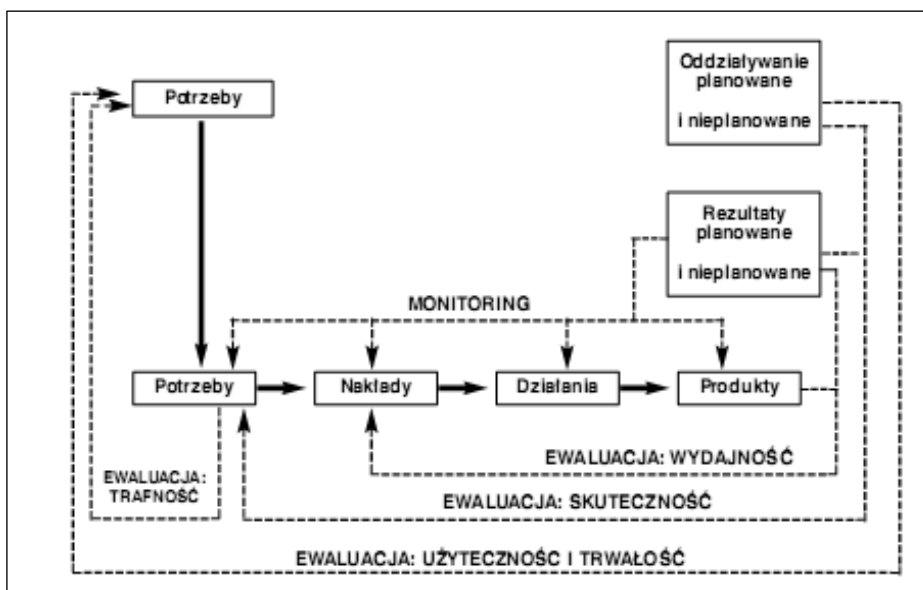 Potrzeby
Oddziaływanie
planowane
i nieplanowane
Rezultaty
planowane
i nieplanowane
MONITORING
Potrzeby
Nakłady
Działania
Produkty
EWALUACJA:
TRAFNOŚĆ
EWALUACJA: WYDAJNOŚĆ
EWALUACJA: SKUTECZNOŚĆ
EWALUACJA: UŻYTECZNOŚC I TRWAŁOŚĆ